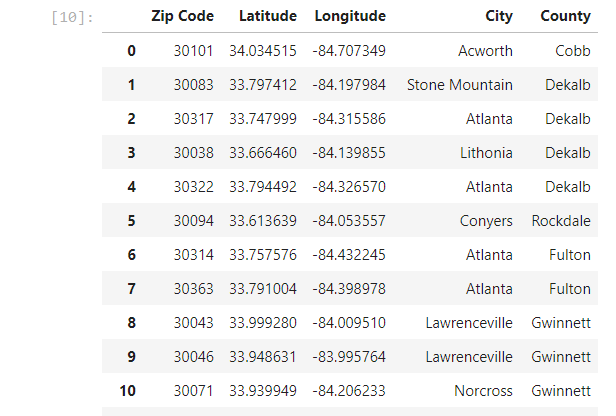 [10]: Zip Code Latitude Longitude City County
0 30101 34.034515 -84.707349 Acworth Cobb
1 30083 33.797412 -84.197984 Stone Mountain Dekalb
2 30317 33.747999 -84.315586 Atlanta Dekalb
3 30038 33.666460 -84.139855 Lithonia Dekalb
4 30322 33.794492 -84.326570 Atlanta Dekalb
5 30094 33.613639 -84.053557 Conyers Rockdale
6 30314 33.757576 -84.432245 Atlanta Fulton
7 30363 33.791004 -84.398978 Atlanta Fulton
8 30043 33.999280 -84.009510 Lawrenceville Gwinnett
9 30046 33.948631 -83.995764 Lawrenceville Gwinnett
10 30071 33.939949 -84.206233 Norcross Gwinnett